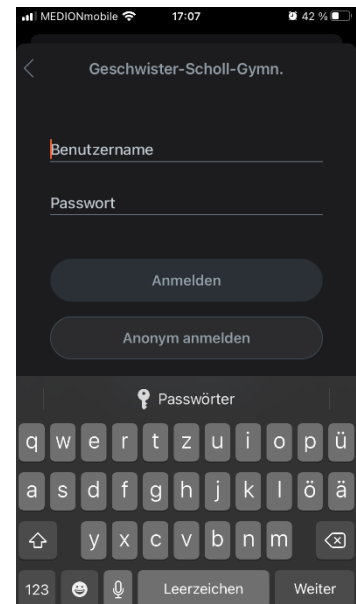 MEDIONmobile 17:07 42 %
Geschwister-Scholl-Gymn.
Benutzername
Passwort
Anmelden
Anonym anmelden
Passwörter
q w e r t z u i o p ü
a s d f g h j k l ö ä
y x c v b n m
123 Leerzeichen Weiter